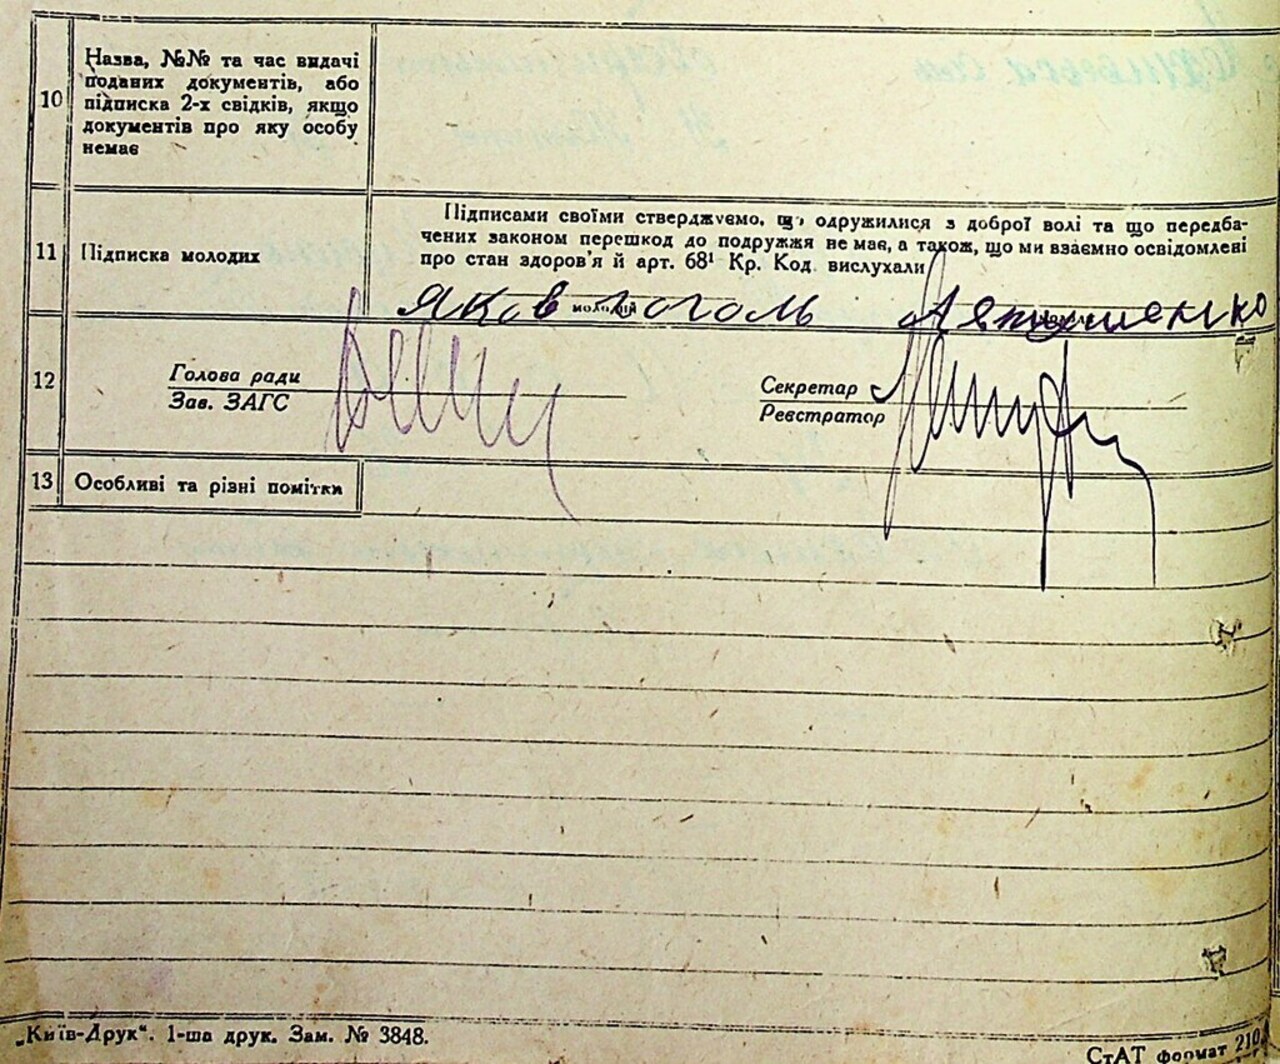 10
Назва, №№ та час видачі
поданих документів, або
підписка 2-х свідків, якщо
документів про яку особу
немає
11
Підписка молодих
Підписами своїми стверджуємо, що одружилися з доброї волі та що передба-
чених законом перешкод до подружжя не має, а також, що ми взаємно освідомлені
про стан здоров'я й арт. 68¹ Кр. Код. вислухали
Яков Гоголь
молодий
12
Голова ради
Зав. ЗАГС
Секретар
Реєстратор
13
Особливі та різні помітки
„Київ-Друк“. 1-ша друк. Зам. № 3848.
СтАТ формат 210